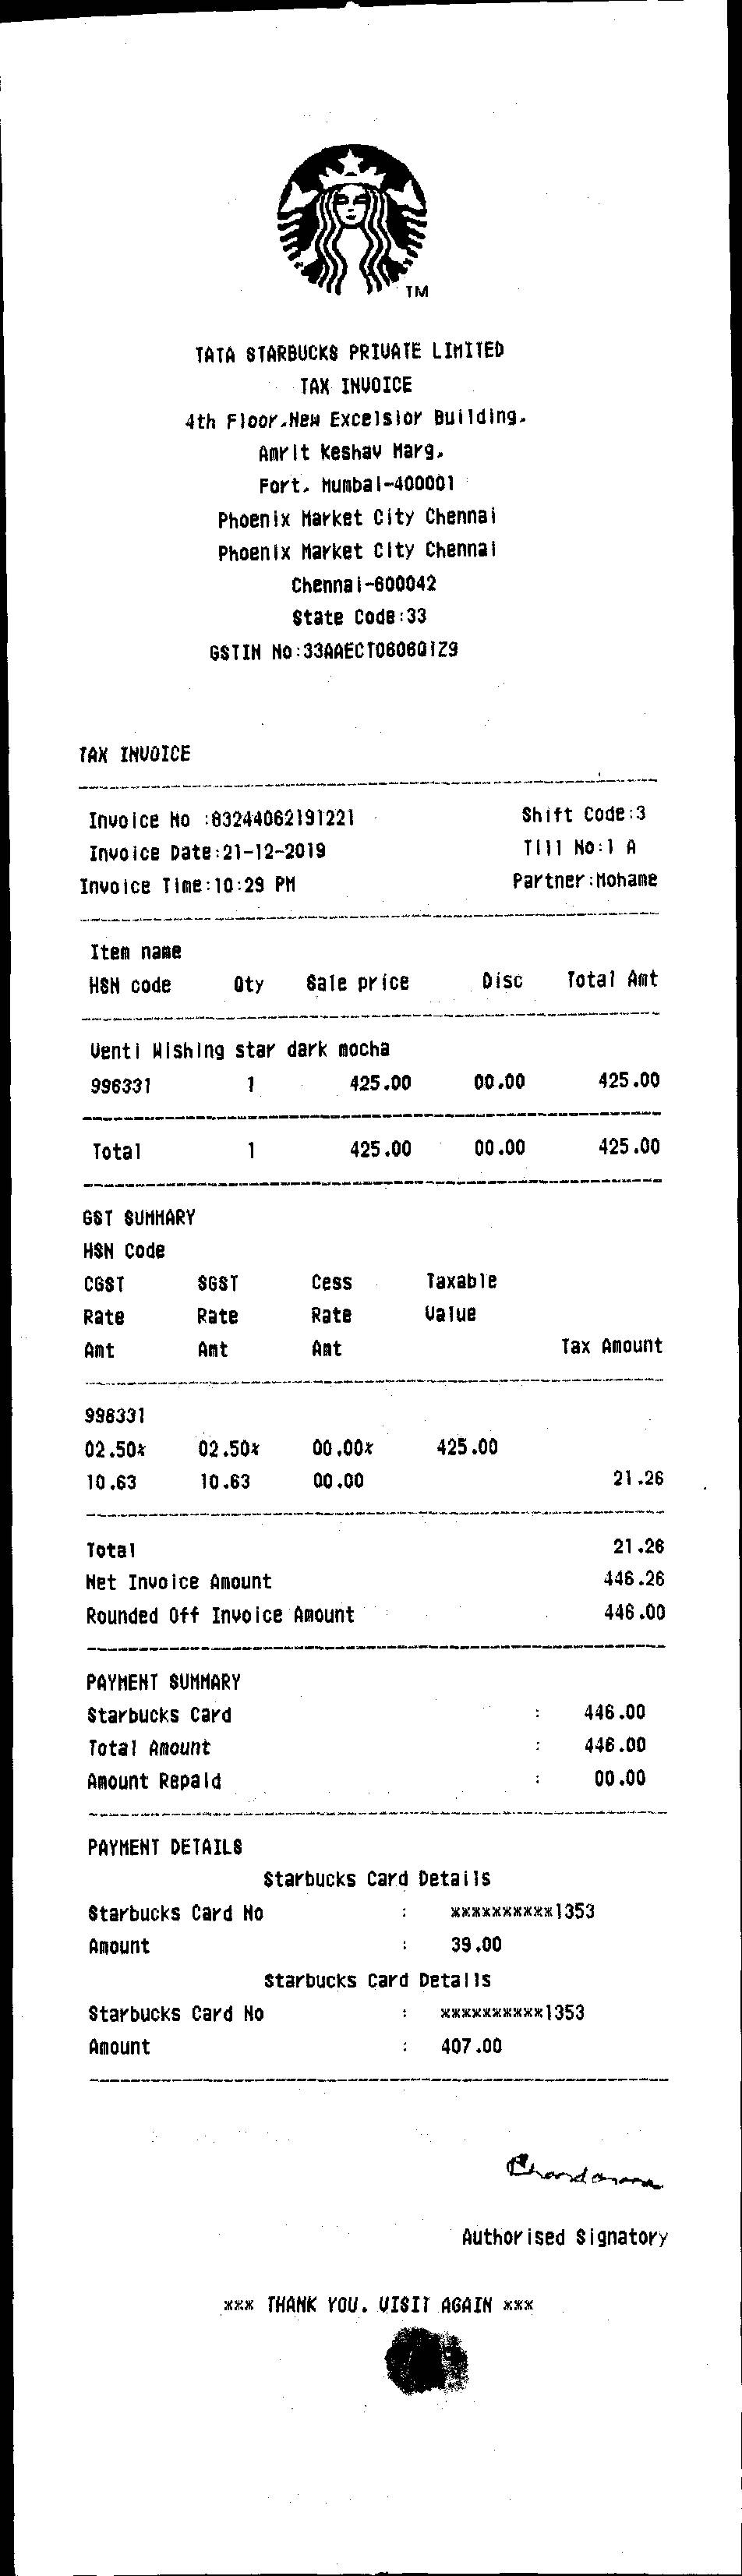 TM
TATA STARBUCKS PRIVATE LIMITED
TAX INVOICE
4th Floor,New Excelsior Building,
Amrit Keshav Marg,
Fort, Mumbai-400001
Phoenix Market City Chennai
Phoenix Market City Chennai
Chennai-600042
State Code:33
GSTIN No:33AAECT0606Q1Z9
TAX INVOICE
Invoice No :83244062191221 Shift Code:3
Invoice Date:21-12-2019 Till No:1 A
Invoice Time:10:29 PM Partner:Mohame
Item name
HSN code Qty Sale price Disc Total Amt
Venti Wishing star dark mocha
996331 1 425.00 00.00 425.00
Total 1 425.00 00.00 425.00
GST SUMMARY
HSN Code
CGST SGST Cess Taxable
Rate Rate Rate Value
Amt Amt Amt Tax Amount
996331
02.50% 02.50% 00.00% 425.00
10.63 10.63 00.00 21.26
Total 21.26
Net Invoice Amount 446.26
Rounded Off Invoice Amount 446.00
PAYMENT SUMMARY
Starbucks Card : 446.00
Total Amount : 446.00
Amount Repaid : 00.00
PAYMENT DETAILS
Starbucks Card Details
Starbucks Card No : **********1353
Amount : 39.00
Starbucks Card Details
Starbucks Card No : **********1353
Amount : 407.00
Authorised Signatory
*** THANK YOU. VISIT AGAIN ***